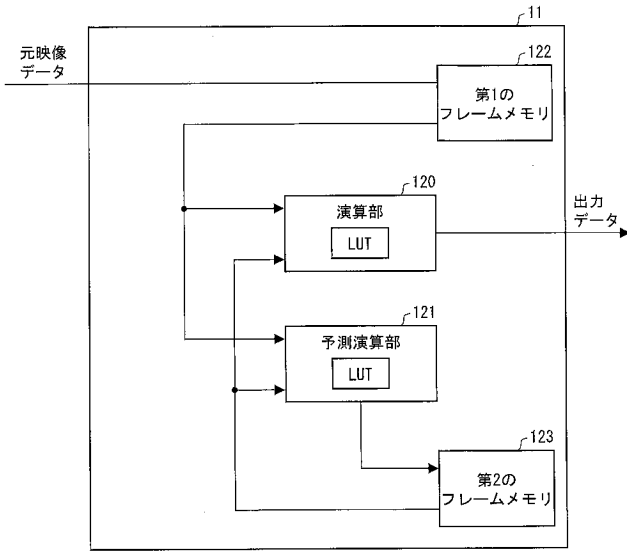 11
元映像
データ
122
第1の
フレームメモリ
120
演算部
LUT
出力
データ
121
予測演算部
LUT
123
第2の
フレームメモリ